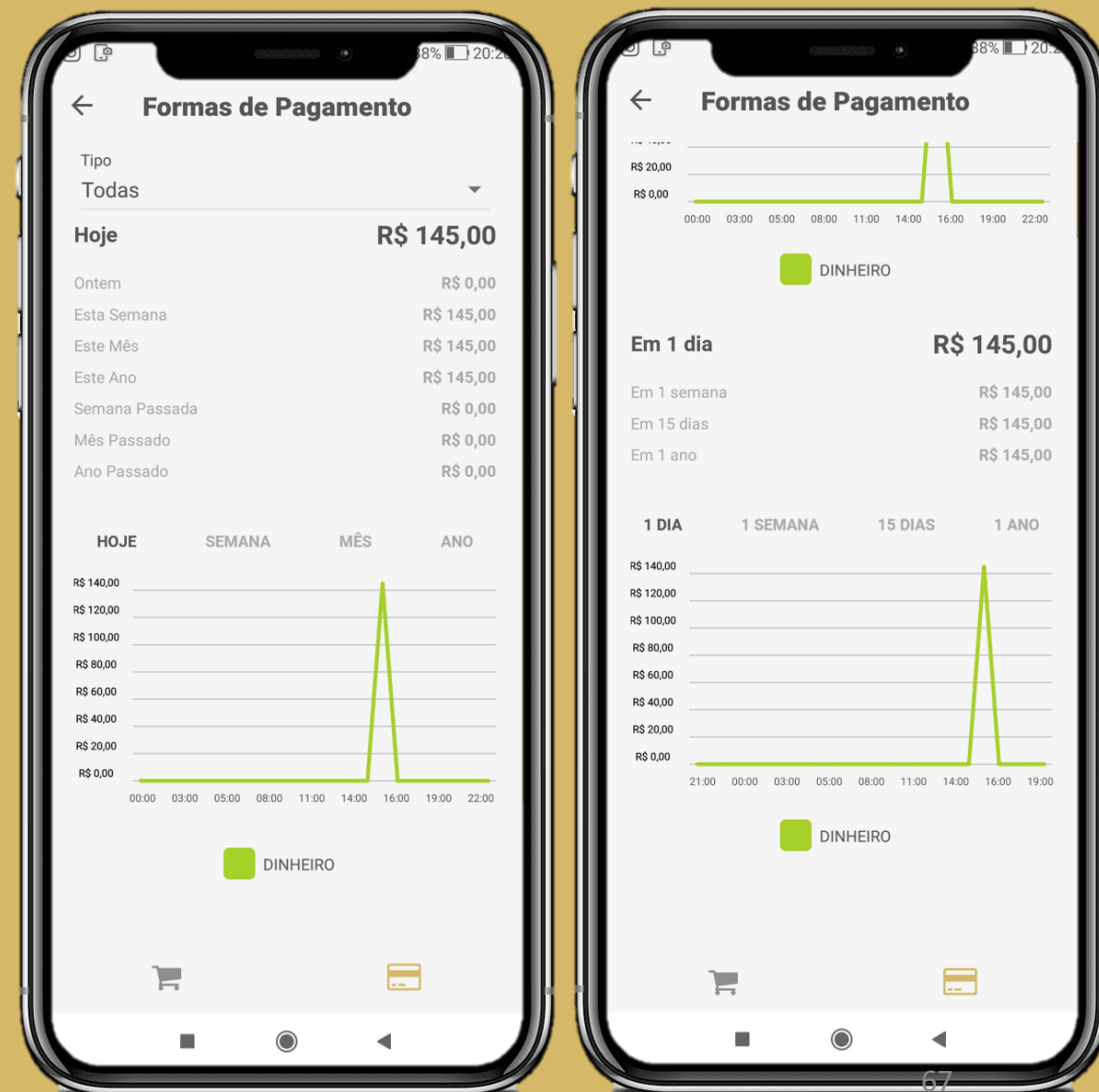 38% 20:2
Formas de Pagamento
Tipo
Todas
Hoje R$ 145,00
Ontem R$ 0,00
Esta Semana R$ 145,00
Este Mês R$ 145,00
Este Ano R$ 145,00
Semana Passada R$ 0,00
Mês Passado R$ 0,00
Ano Passado R$ 0,00
HOJE SEMANA MÊS ANO
R$ 140,00
R$ 120,00
R$ 100,00
R$ 80,00
R$ 60,00
R$ 40,00
R$ 20,00
R$ 0,00
00:00 03:00 05:00 08:00 11:00 14:00 16:00 19:00 22:00
DINHEIRO
38% 20:2
Formas de Pagamento
R$ 20,00
R$ 0,00
00:00 03:00 05:00 08:00 11:00 14:00 16:00 19:00 22:00
DINHEIRO
Em 1 dia R$ 145,00
Em 1 semana R$ 145,00
Em 15 dias R$ 145,00
Em 1 ano R$ 145,00
1 DIA 1 SEMANA 15 DIAS 1 ANO
R$ 140,00
R$ 120,00
R$ 100,00
R$ 80,00
R$ 60,00
R$ 40,00
R$ 20,00
R$ 0,00
21:00 00:00 03:00 05:00 08:00 11:00 14:00 16:00 19:00
DINHEIRO
67